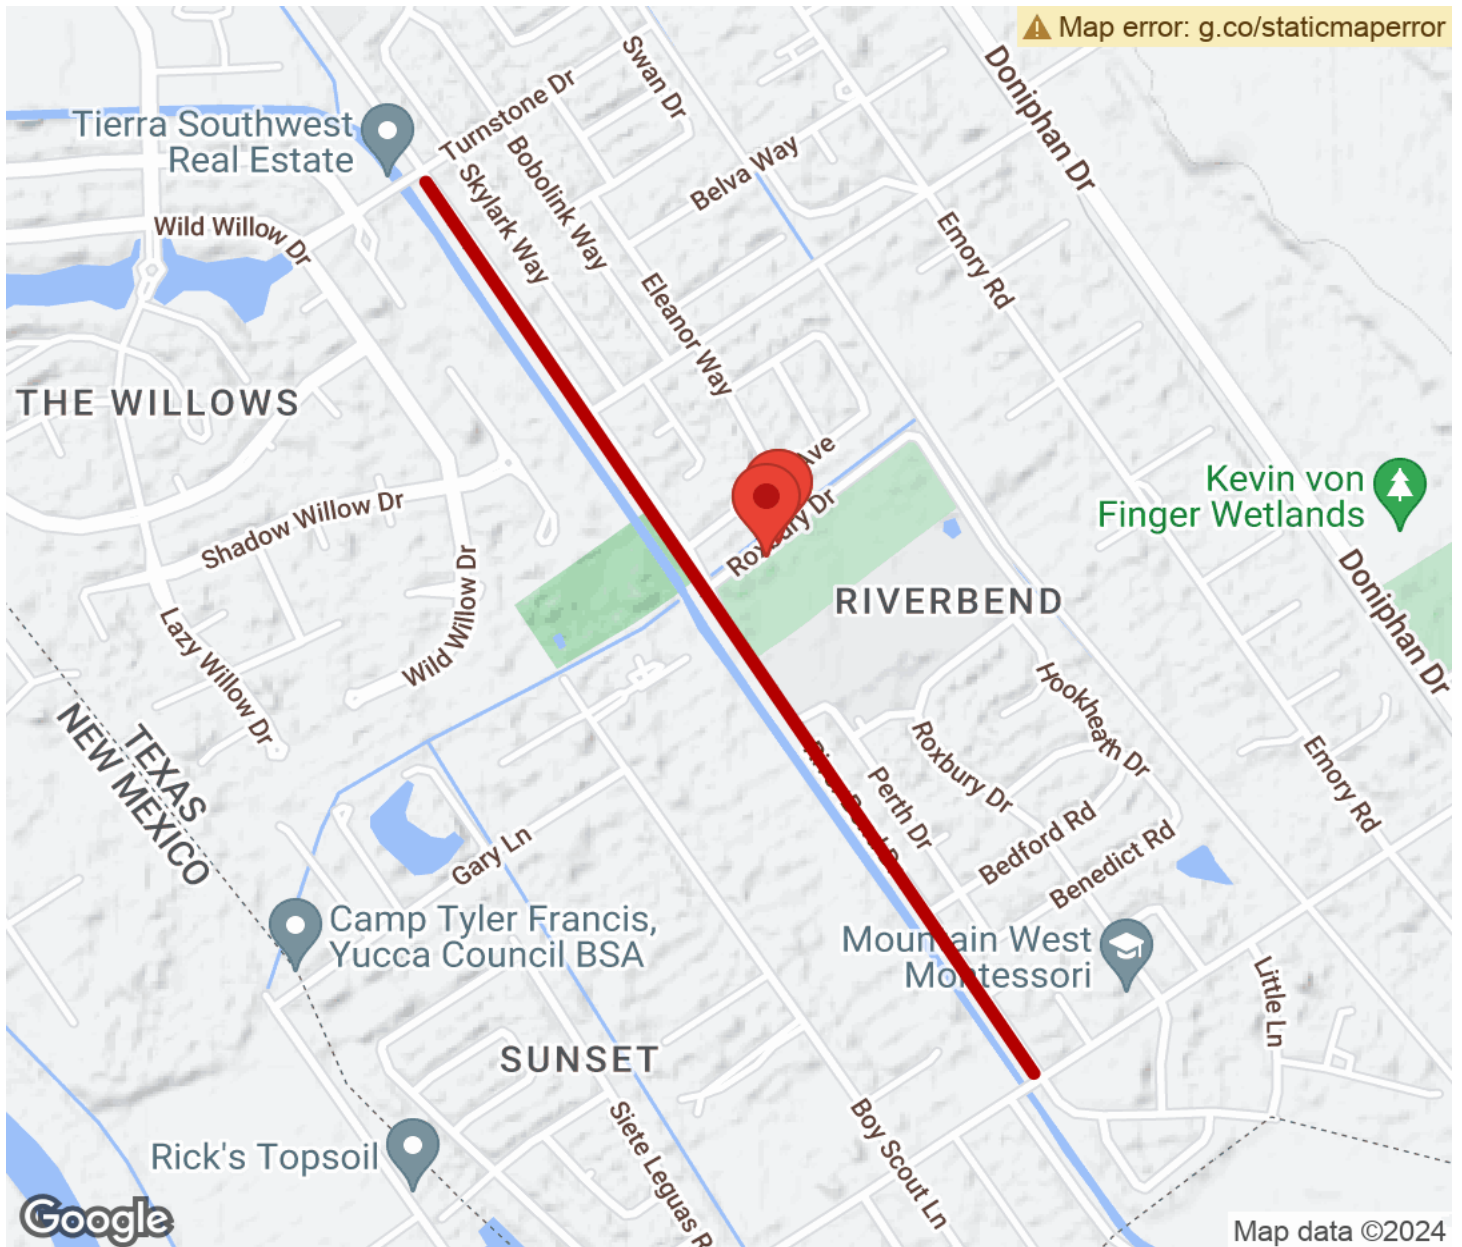 Map error: g.co/staticmaperror
Swan Dr
Turnstone Dr
Doniphan Dr
Tierra Southwest
Real Estate
Bobolink Way
Belva Way
Skylark Way
Wild Willow Dr
Emory Rd
Eleanor Way
THE WILLOWS
Ave
Kevin von
Finger Wetlands
Shadow Willow Dr
Roxbury Dr
Wild Willow Dr
RIVERBEND
Doniphan Dr
Lazy Willow Dr
Hookheath Dr
TEXAS
NEW MEXICO
Roxbury Dr
Perth Dr
Emory Rd
Bedford Rd
Benedict Rd
Gary Ln
Camp Tyler Francis,
Yucca Council BSA
Mountain West
Montessori
Little Ln
SUNSET
Rick's Topsoil
Siete Leguas R
Boy Scout Ln
Google
Map data ©2024